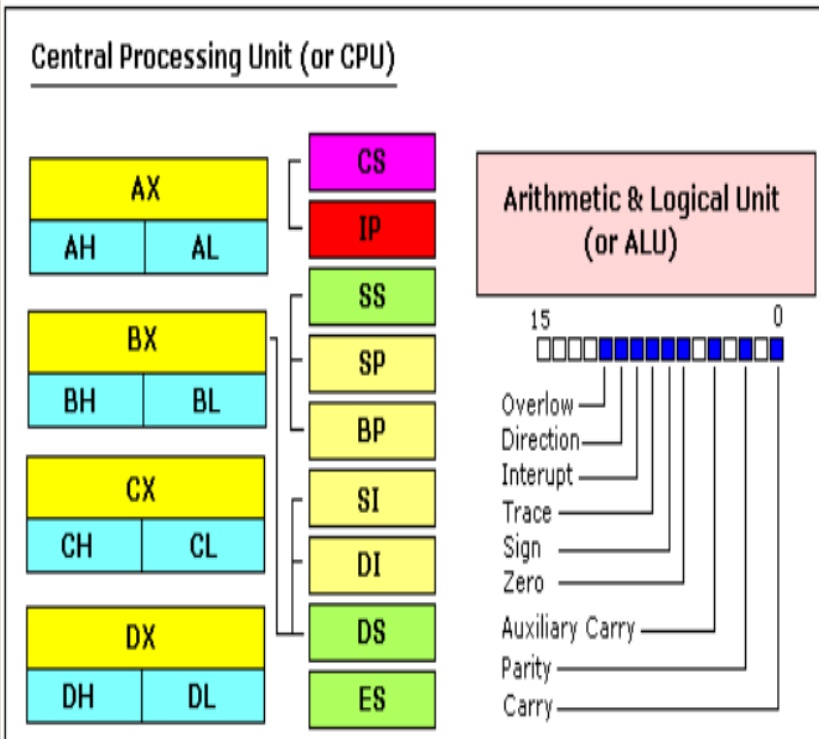 Central Processing Unit (or CPU)
AX
AH AL
BX
BH BL
CX
CH CL
DX
DH DL
CS
IP
SS
SP
BP
SI
DI
DS
ES
Arithmetic & Logical Unit
(or ALU)
15 0
Overlow
Direction
Interupt
Trace
Sign
Zero
Auxiliary Carry
Parity
Carry